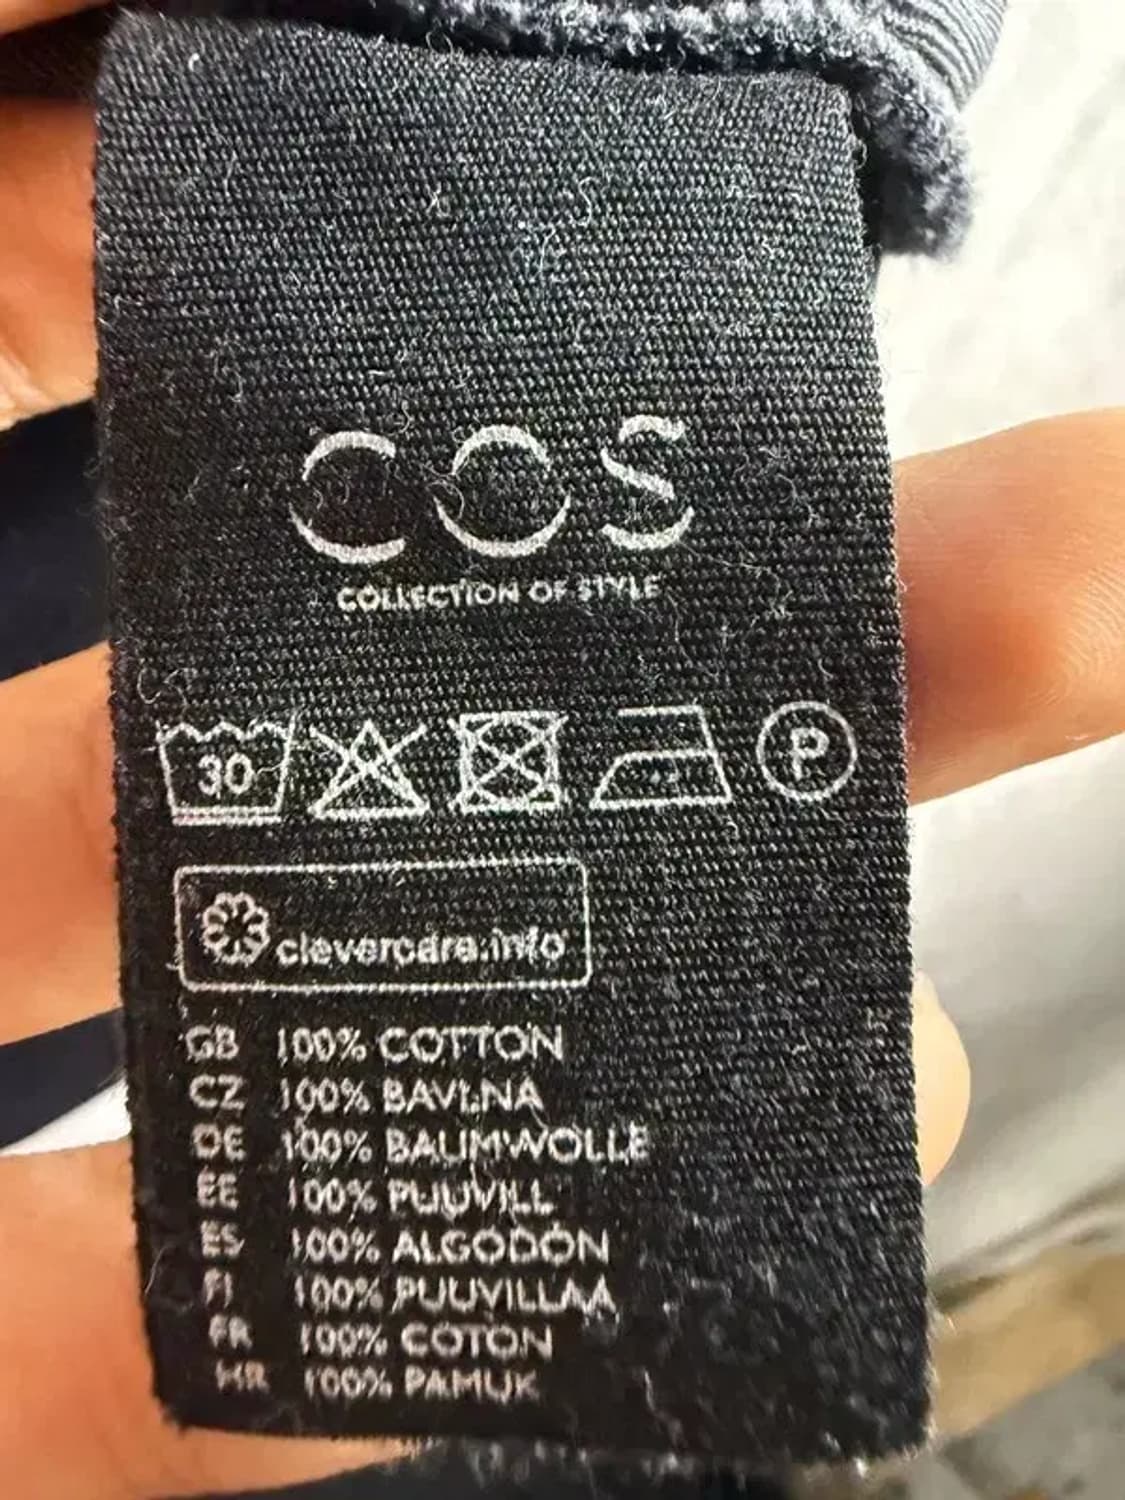 COS
COLLECTION OF STYLE
30 P
clevercare.info
GB 100% COTTON
CZ 100% BAVLNA
DE 100% BAUMWOLLE
EE 100% PUUVILL
ES 100% ALGODÓN
FI 100% PUUVILLAA
FR 100% COTON
HR 100% PAMUK